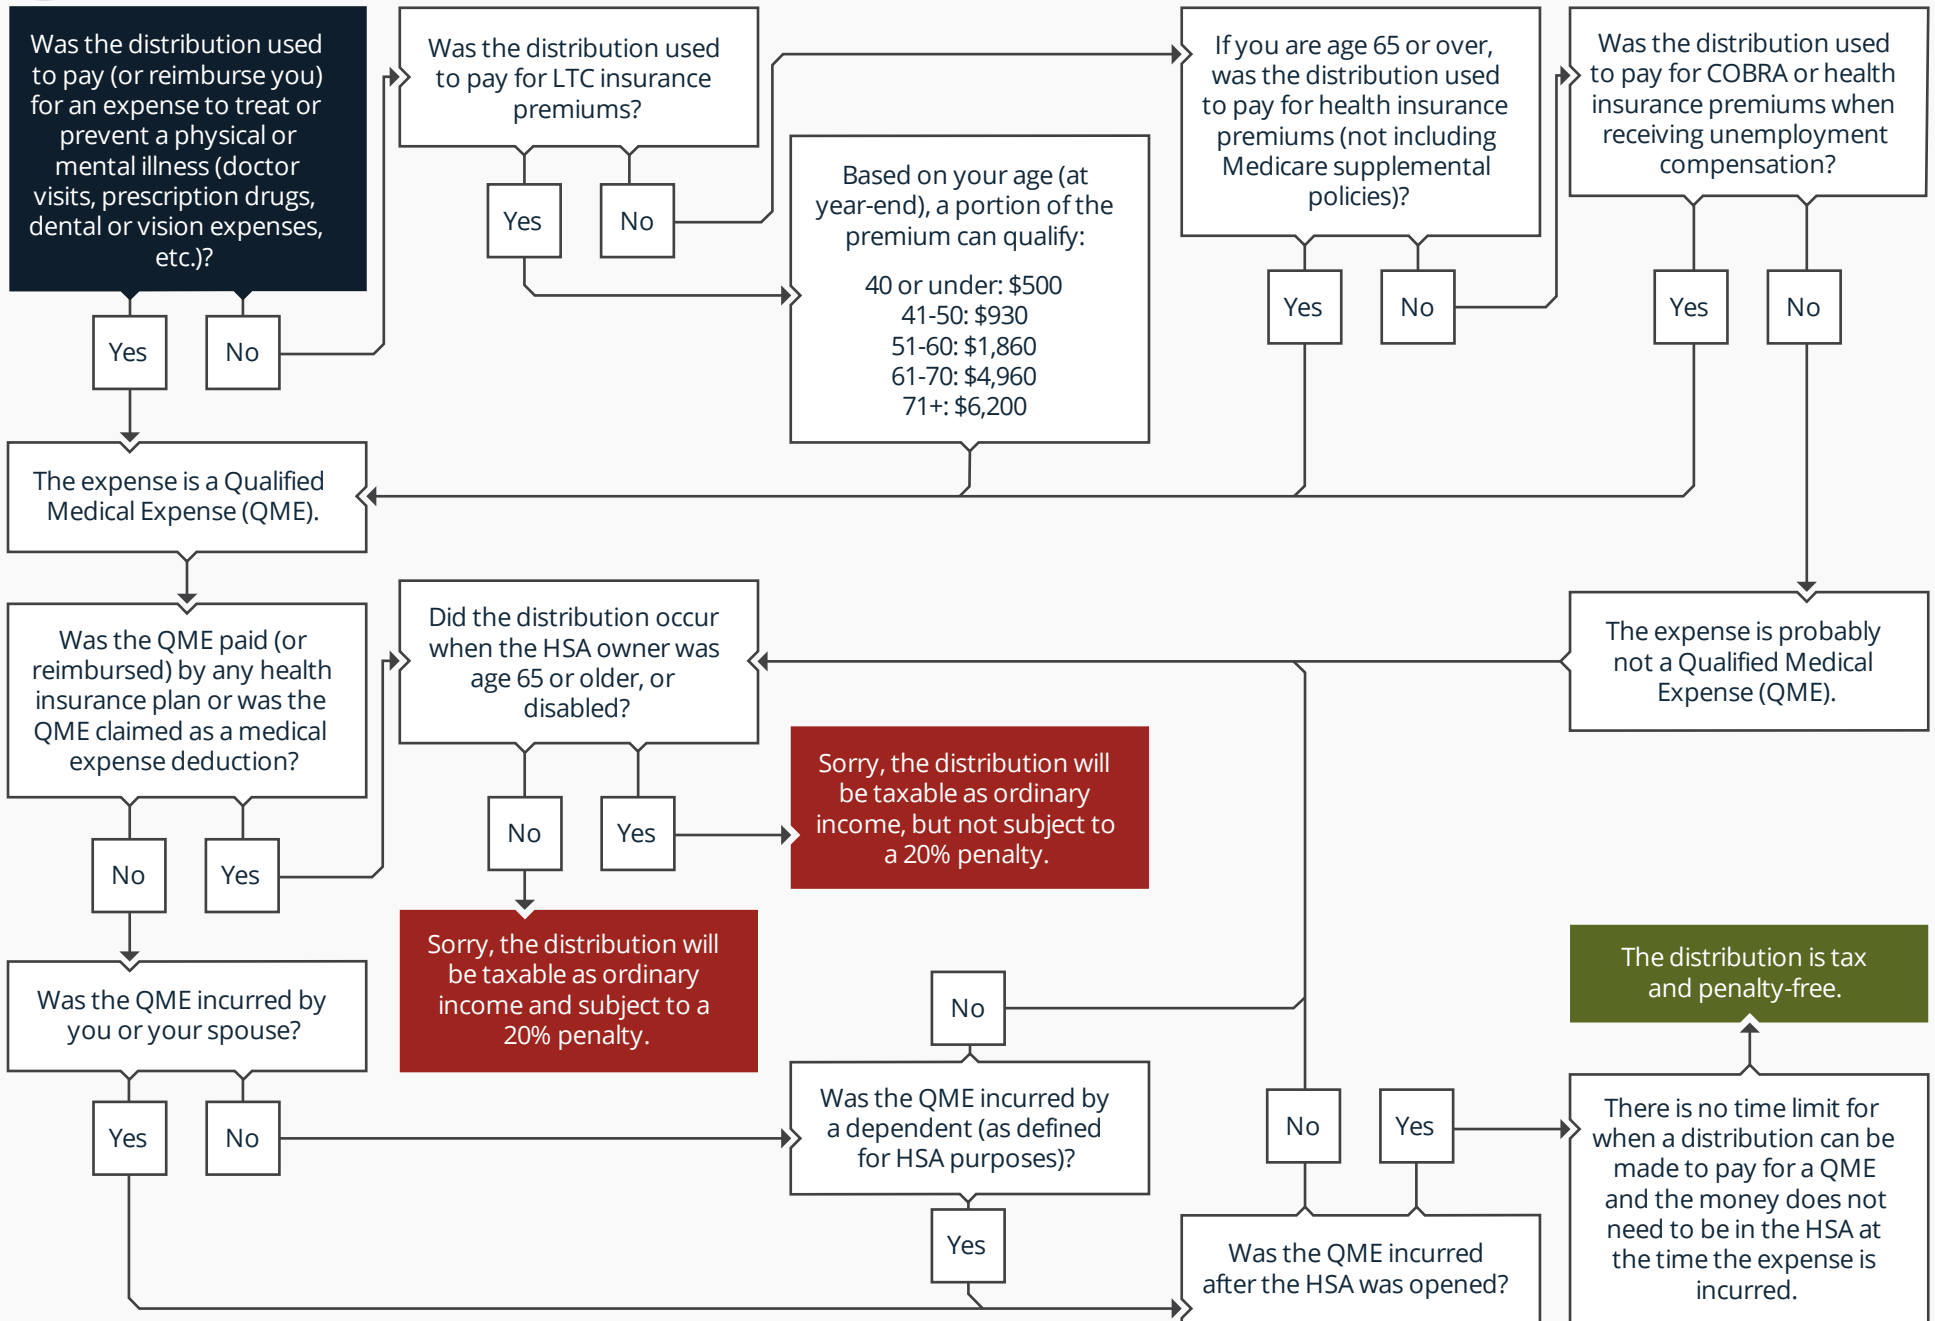 Was the distribution used
to pay (or reimburse you)
for an expense to treat or
prevent a physical or
mental illness (doctor
visits, prescription drugs,
dental or vision expenses,
etc.)?
Yes
No
Was the distribution used
to pay for LTC insurance
premiums?
Yes
No
Based on your age (at
year-end), a portion of the
premium can qualify:
40 or under: $500
41-50: $930
51-60: $1,860
61-70: $4,960
71+: $6,200
If you are age 65 or over,
was the distribution used
to pay for health insurance
premiums (not including
Medicare supplemental
policies)?
Yes
No
Was the distribution used
to pay for COBRA or health
insurance premiums when
receiving unemployment
compensation?
Yes
No
The expense is a Qualified
Medical Expense (QME).
Was the QME paid (or
reimbursed) by any health
insurance plan or was the
QME claimed as a medical
expense deduction?
No
Yes
Did the distribution occur
when the HSA owner was
age 65 or older, or
disabled?
No
Yes
Sorry, the distribution will
be taxable as ordinary
income, but not subject to
a 20% penalty.
Sorry, the distribution will
be taxable as ordinary
income and subject to a
20% penalty.
The expense is probably
not a Qualified Medical
Expense (QME).
Was the QME incurred by
you or your spouse?
Yes
No
No
Was the QME incurred by
a dependent (as defined
for HSA purposes)?
Yes
No
Yes
Was the QME incurred
after the HSA was opened?
The distribution is tax
and penalty-free.
There is no time limit for
when a distribution can be
made to pay for a QME
and the money does not
need to be in the HSA at
the time the expense is
incurred.